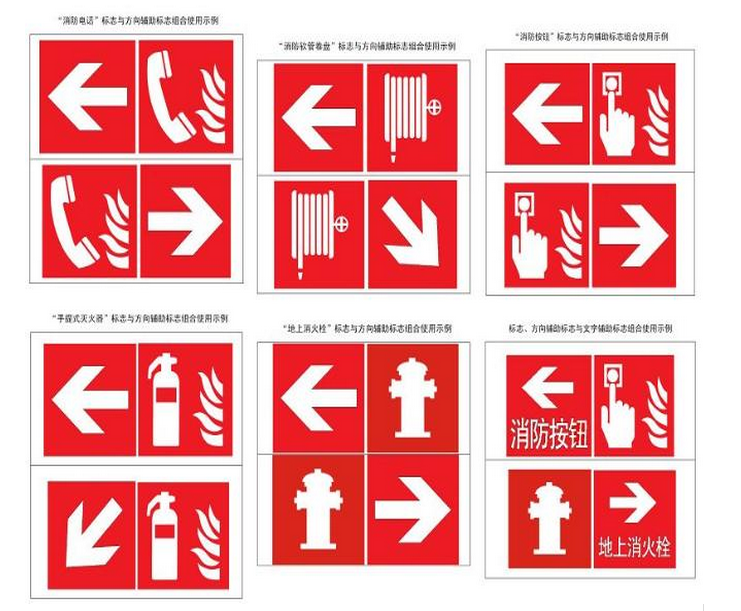 “消防电话”标志与方向辅助标志组合使用示例
“消防软管卷盘”标志与方向辅助标志组合使用示例
“消防按钮”标志与方向辅助标志组合使用示例
“手提式灭火器”标志与方向辅助标志组合使用示例
“地上消火栓”标志与方向辅助标志组合使用示例
标志、方向辅助标志与文字辅助标志组合使用示例
消防按钮
地上消火栓